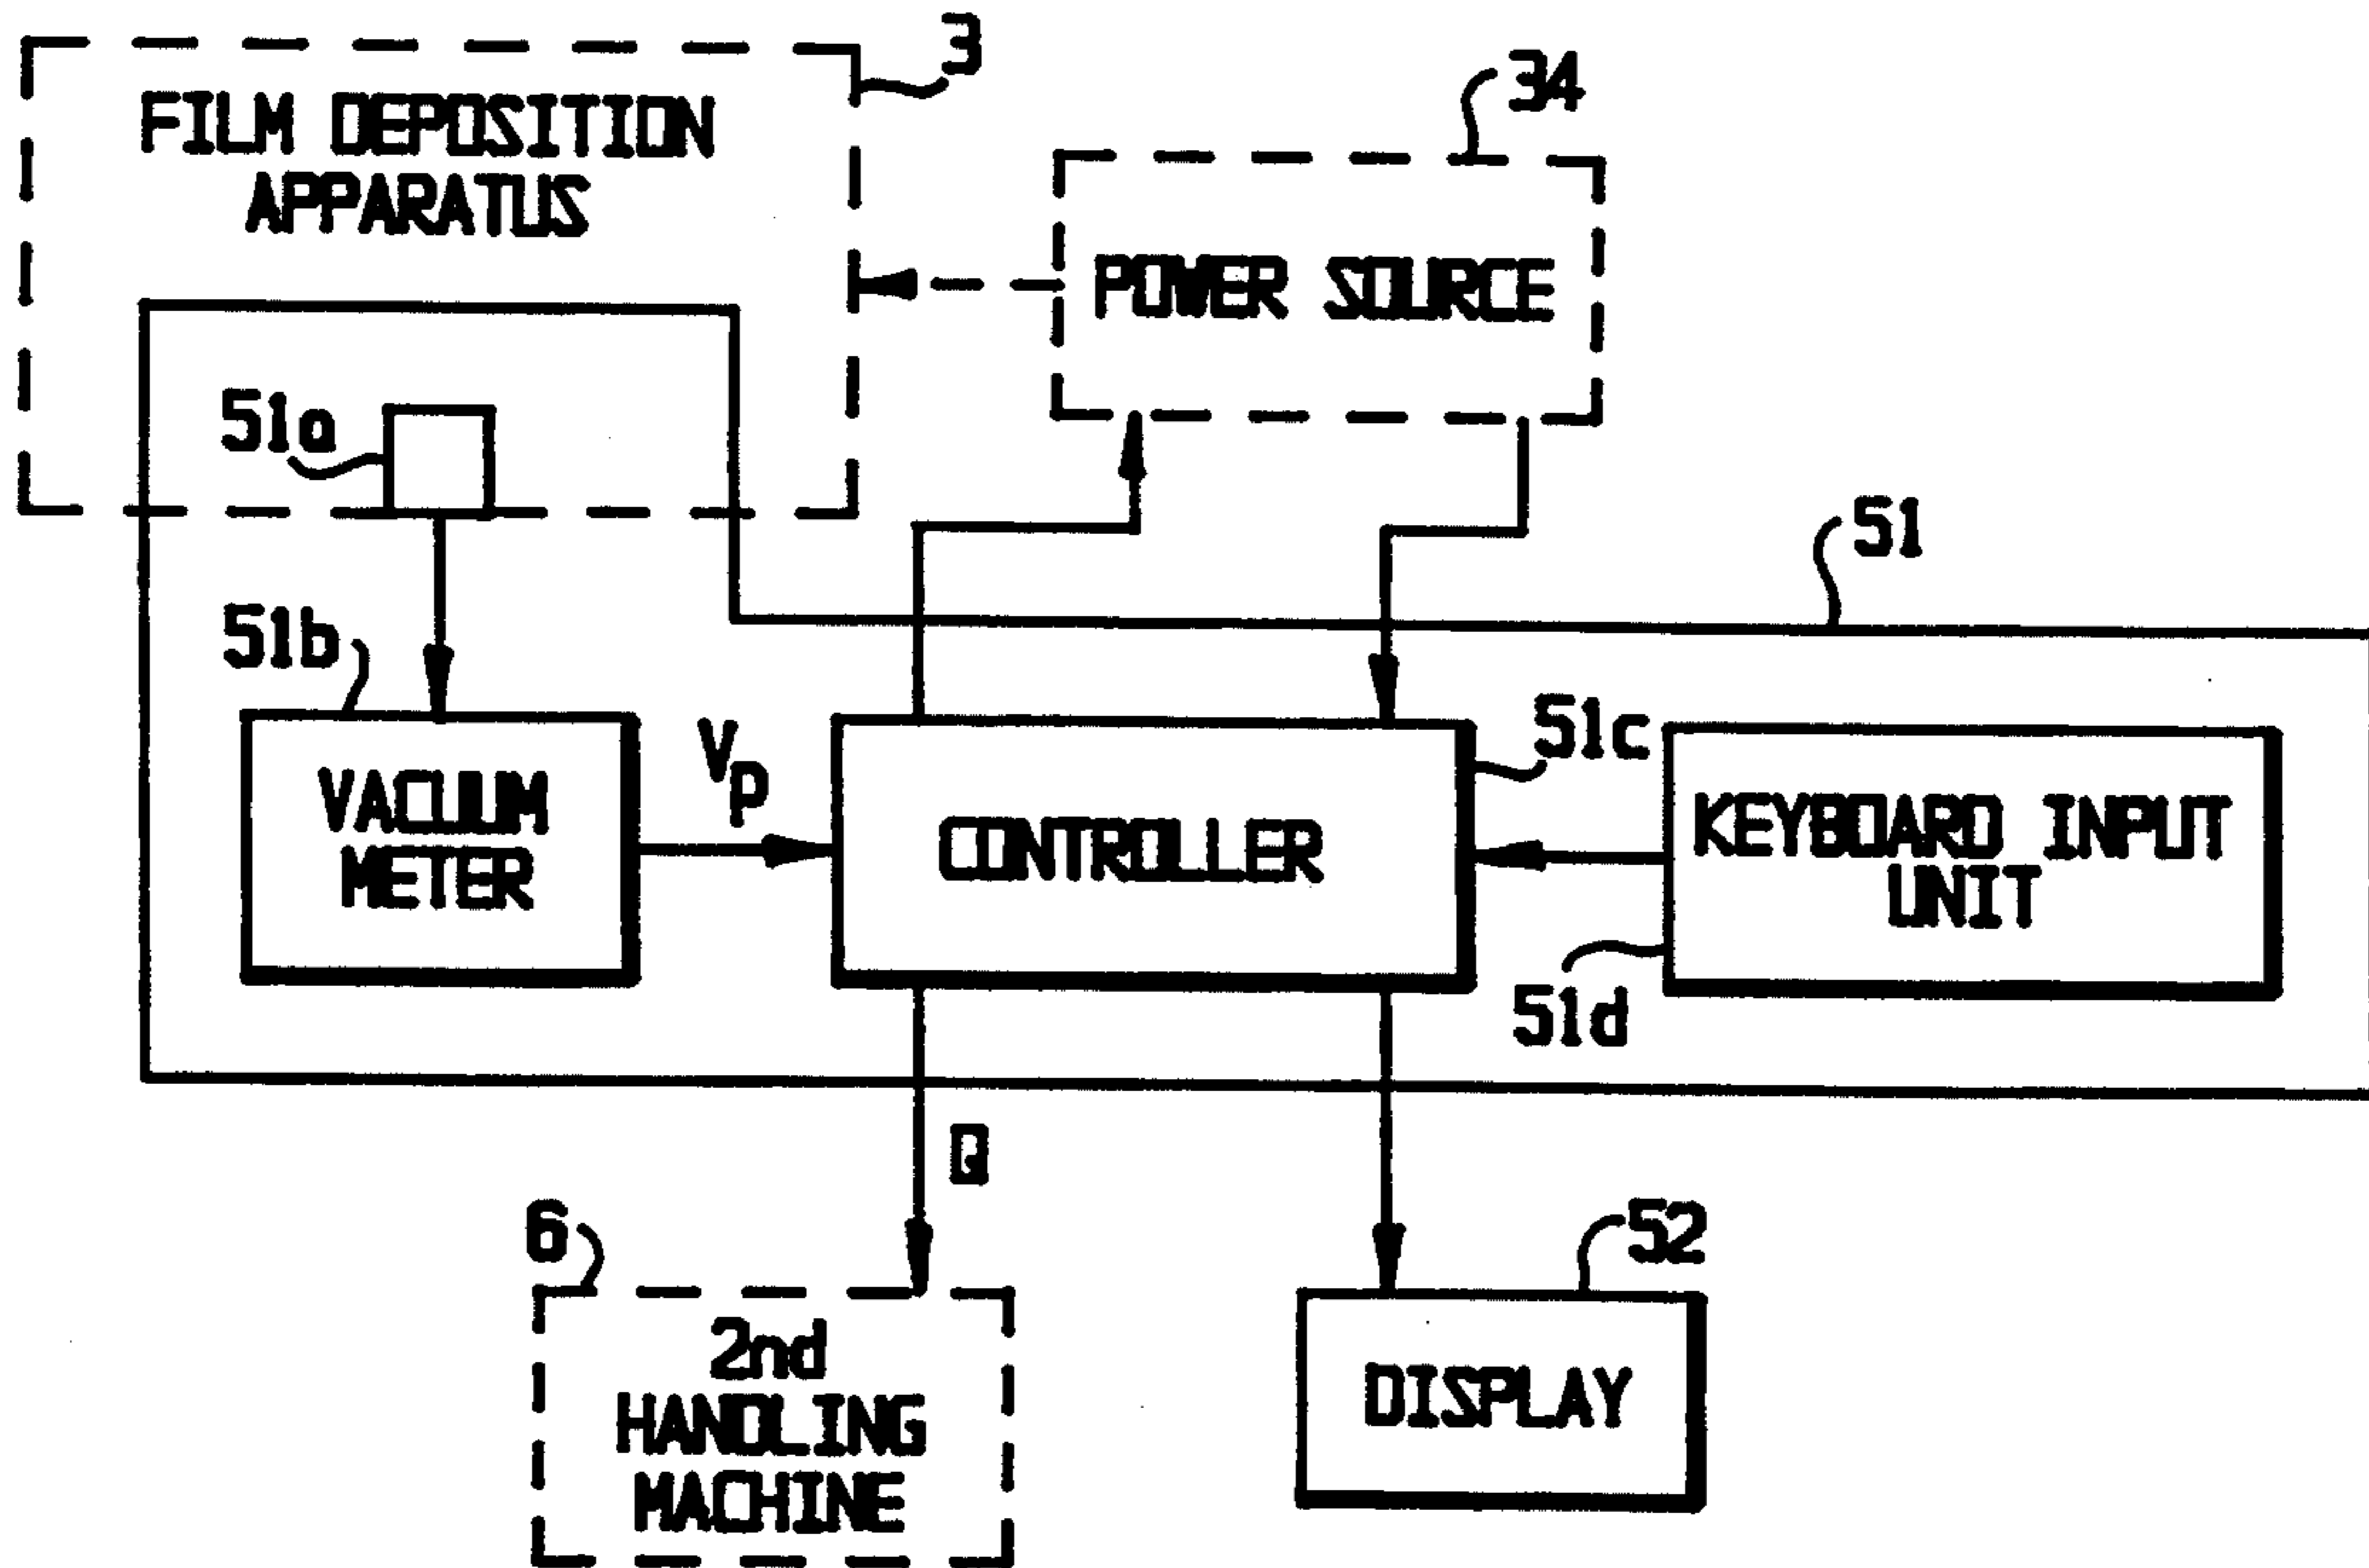 3
FILM DEPOSITION
APPARATUS
34
POWER SOURCE
51a
51
51b
VACUUM
METER
Vp
CONTROLLER
51c
KEYBOARD INPUT
UNIT
51d
Q
6
2nd
HANDLING
MACHINE
52
DISPLAY